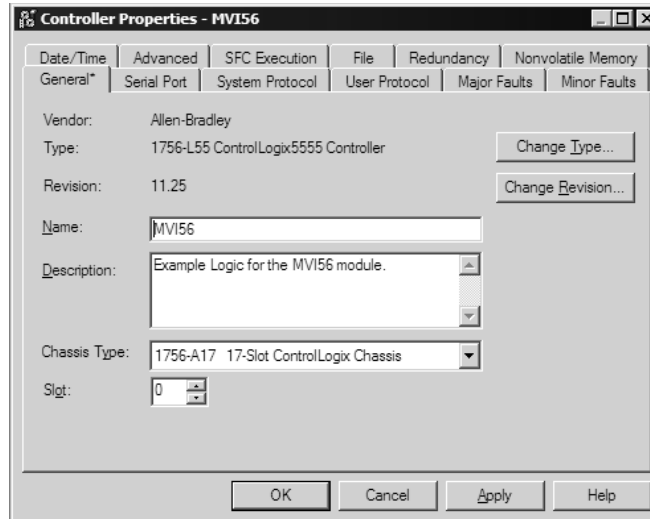 Controller Properties - MVI56
Date/Time Advanced SFC Execution File Redundancy Nonvolatile Memory
General* Serial Port System Protocol User Protocol Major Faults Minor Faults
Vendor: Allen-Bradley
Type: 1756-L55 ControlLogix5555 Controller Change Type...
Revision: 11.25 Change Revision...
Name: MVI56
Description: Example Logic for the MVI56 module.
Chassis Type: 1756-A17 17-Slot ControlLogix Chassis
Slot: 0
OK Cancel Apply Help